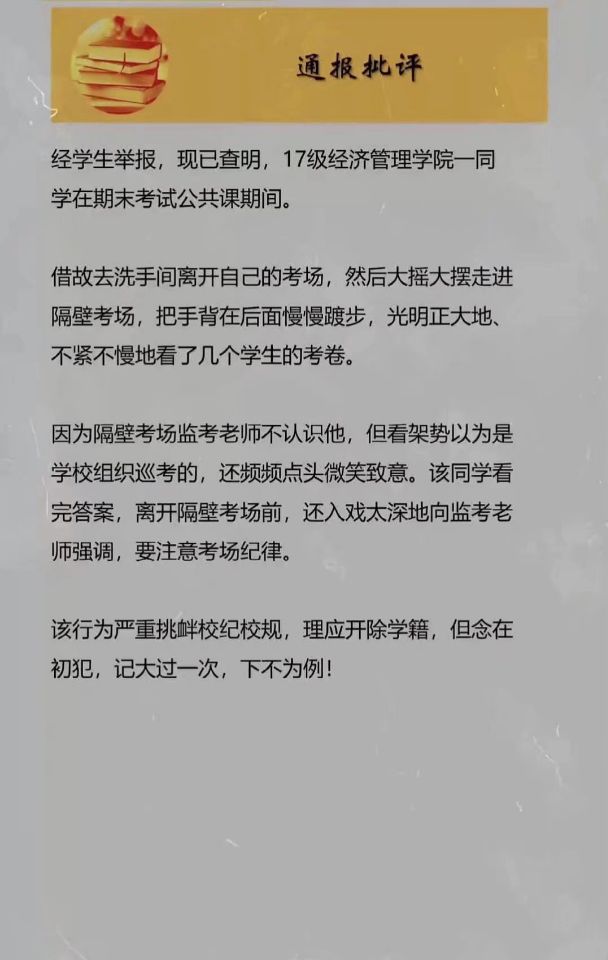 通报批评
经学生举报，现已查明，17级经济管理学院一同
学在期末考试公共课期间。
借故去洗手间离开自己的考场，然后大摇大摆走进
隔壁考场，把手背在后面慢慢踱步，光明正大地、
不紧不慢地看了几个学生的考卷。
因为隔壁考场监考老师不认识他，但看架势以为是
学校组织巡考的，还频频点头微笑致意。该同学看
完答案，离开隔壁考场前，还入戏太深地向监考老
师强调，要注意考场纪律。
该行为严重挑衅校纪校规，理应开除学籍，但念在
初犯，记大过一次，下不为例！